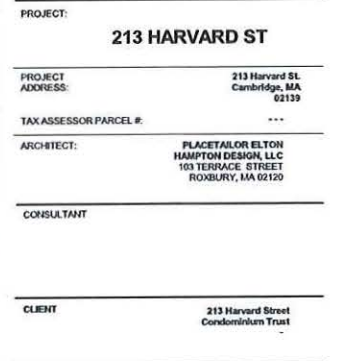 PROJECT:
213 HARVARD ST
PROJECT ADDRESS:
213 Harvard St.
Cambridge, MA
02139
TAX ASSESSOR PARCEL #:
---
ARCHITECT:
PLACETAILOR ELTON
HAMPTON DESIGN, LLC
103 TERRACE STREET
ROXBURY, MA 02120
CONSULTANT
CLIENT
213 Harvard Street
Condominium Trust
-